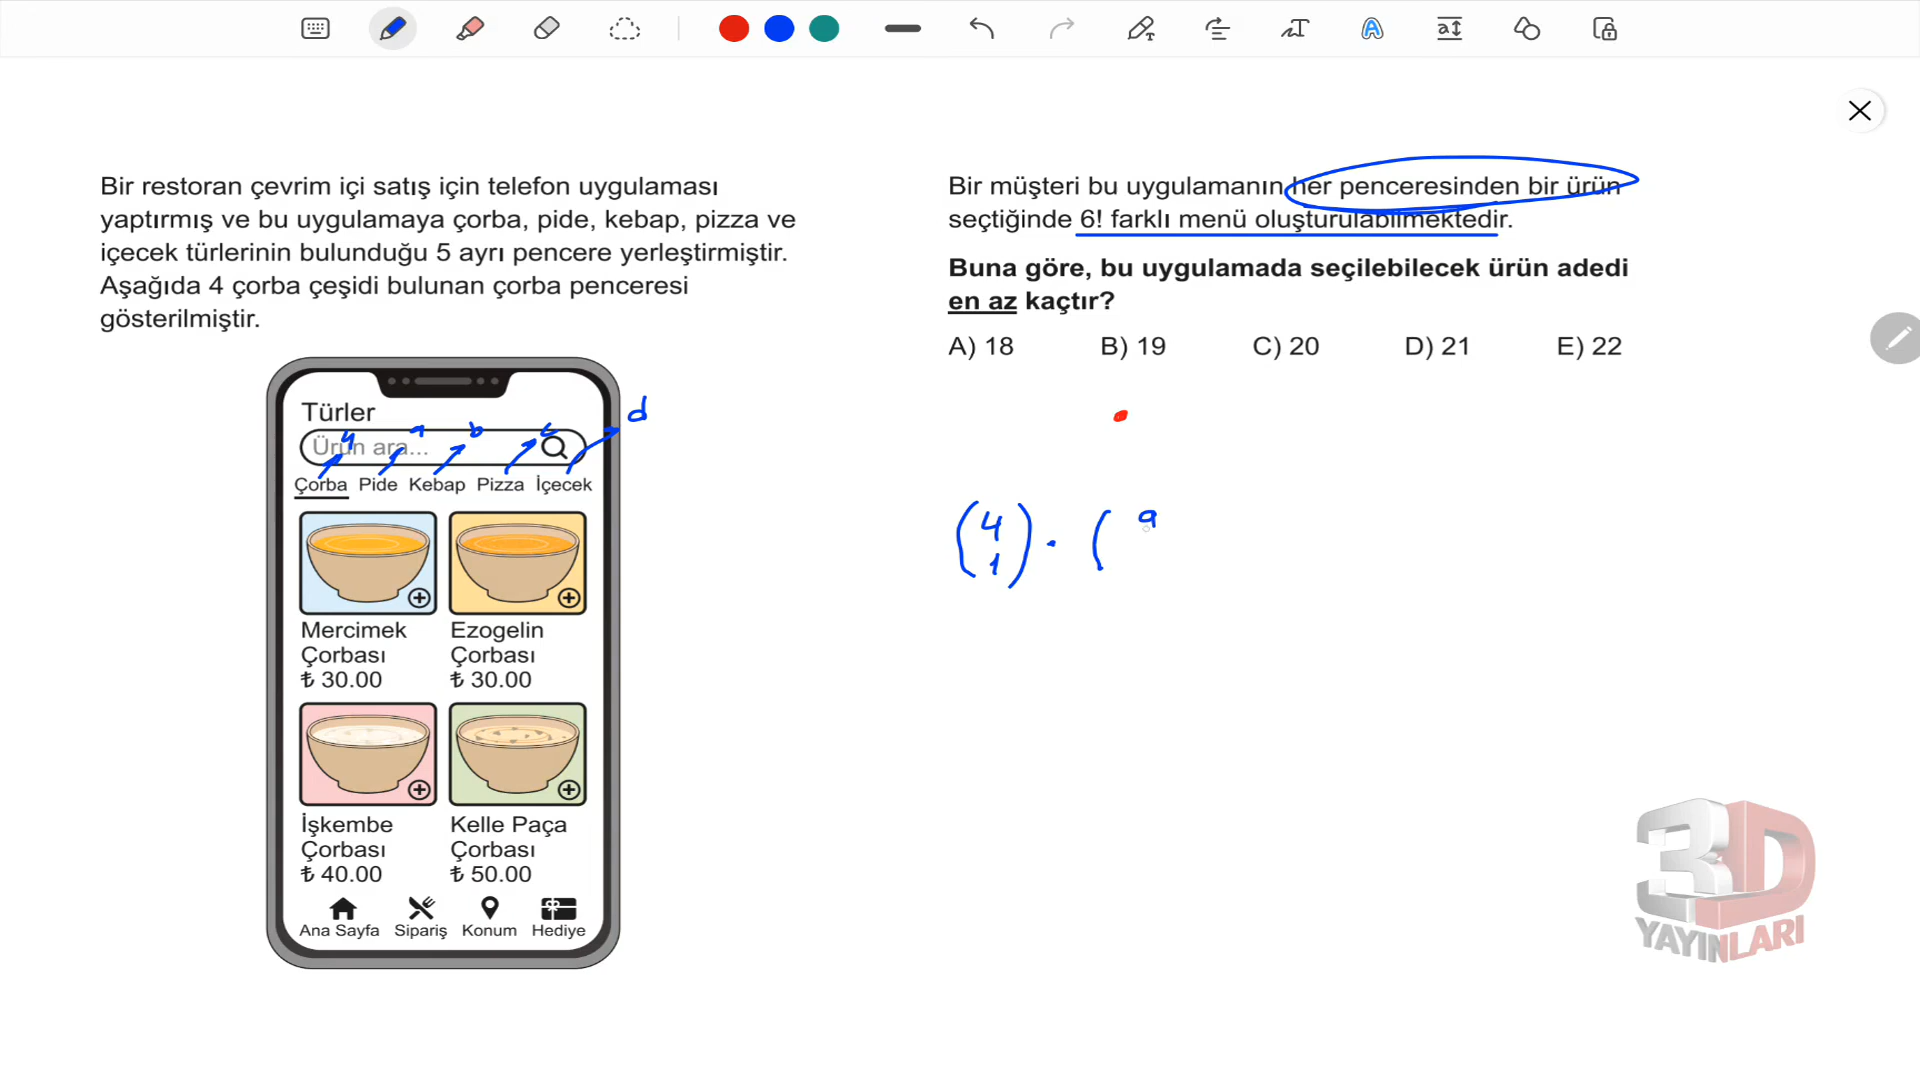 Bir restoran çevrim içi satış için telefon uygulaması
yaptırmış ve bu uygulamaya çorba, pide, kebap, pizza ve
içecek türlerinin bulunduğu 5 ayrı pencere yerleştirmiştir.
Aşağıda 4 çorba çeşidi bulunan çorba penceresi
gösterilmiştir.
Türler
Ürün ara...
4 a b c d
Çorba Pide Kebap Pizza İçecek
Mercimek Çorbası
₺ 30.00
Ezogelin Çorbası
₺ 30.00
İşkembe Çorbası
₺ 40.00
Kelle Paça Çorbası
₺ 50.00
Ana Sayfa Sipariş Konum Hediye
Bir müşteri bu uygulamanın her penceresinden bir ürün
seçtiğinde 6! farklı menü oluşturulabilmektedir.
Buna göre, bu uygulamada seçilebilecek ürün adedi
en az kaçtır?
A) 18 B) 19 C) 20 D) 21 E) 22
(4 1) · ( a
3D
YAYINLARI